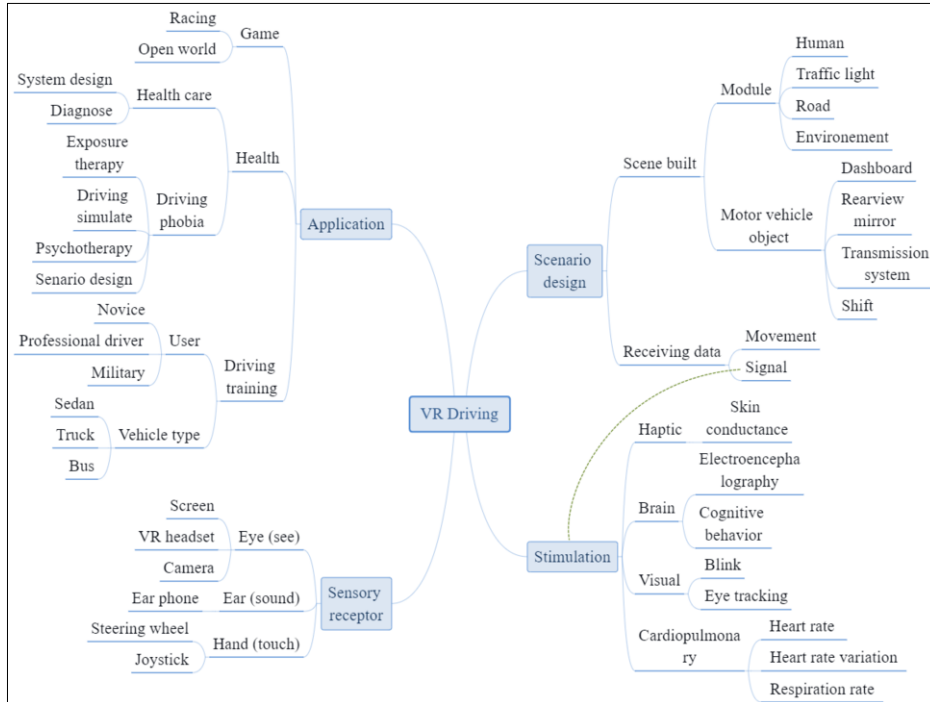 VR Driving
Application
Game
Racing
Open world
Health
Health care
System design
Diagnose
Driving
phobia
Exposure
therapy
Driving
simulate
Psychotherapy
Senario design
Driving
training
User
Novice
Professional driver
Military
Vehicle type
Sedan
Truck
Bus
Sensory
receptor
Eye (see)
Screen
VR headset
Camera
Ear (sound)
Ear phone
Hand (touch)
Steering wheel
Joystick
Scenario
design
Scene built
Module
Human
Traffic light
Road
Environement
Motor vehicle
object
Dashboard
Rearview
mirror
Transmission
system
Shift
Receiving data
Movement
Signal
Stimulation
Haptic
Skin
conductance
Brain
Electroencepha
lography
Cognitive
behavior
Visual
Blink
Eye tracking
Cardiopulmona
ry
Heart rate
Heart rate variation
Respiration rate